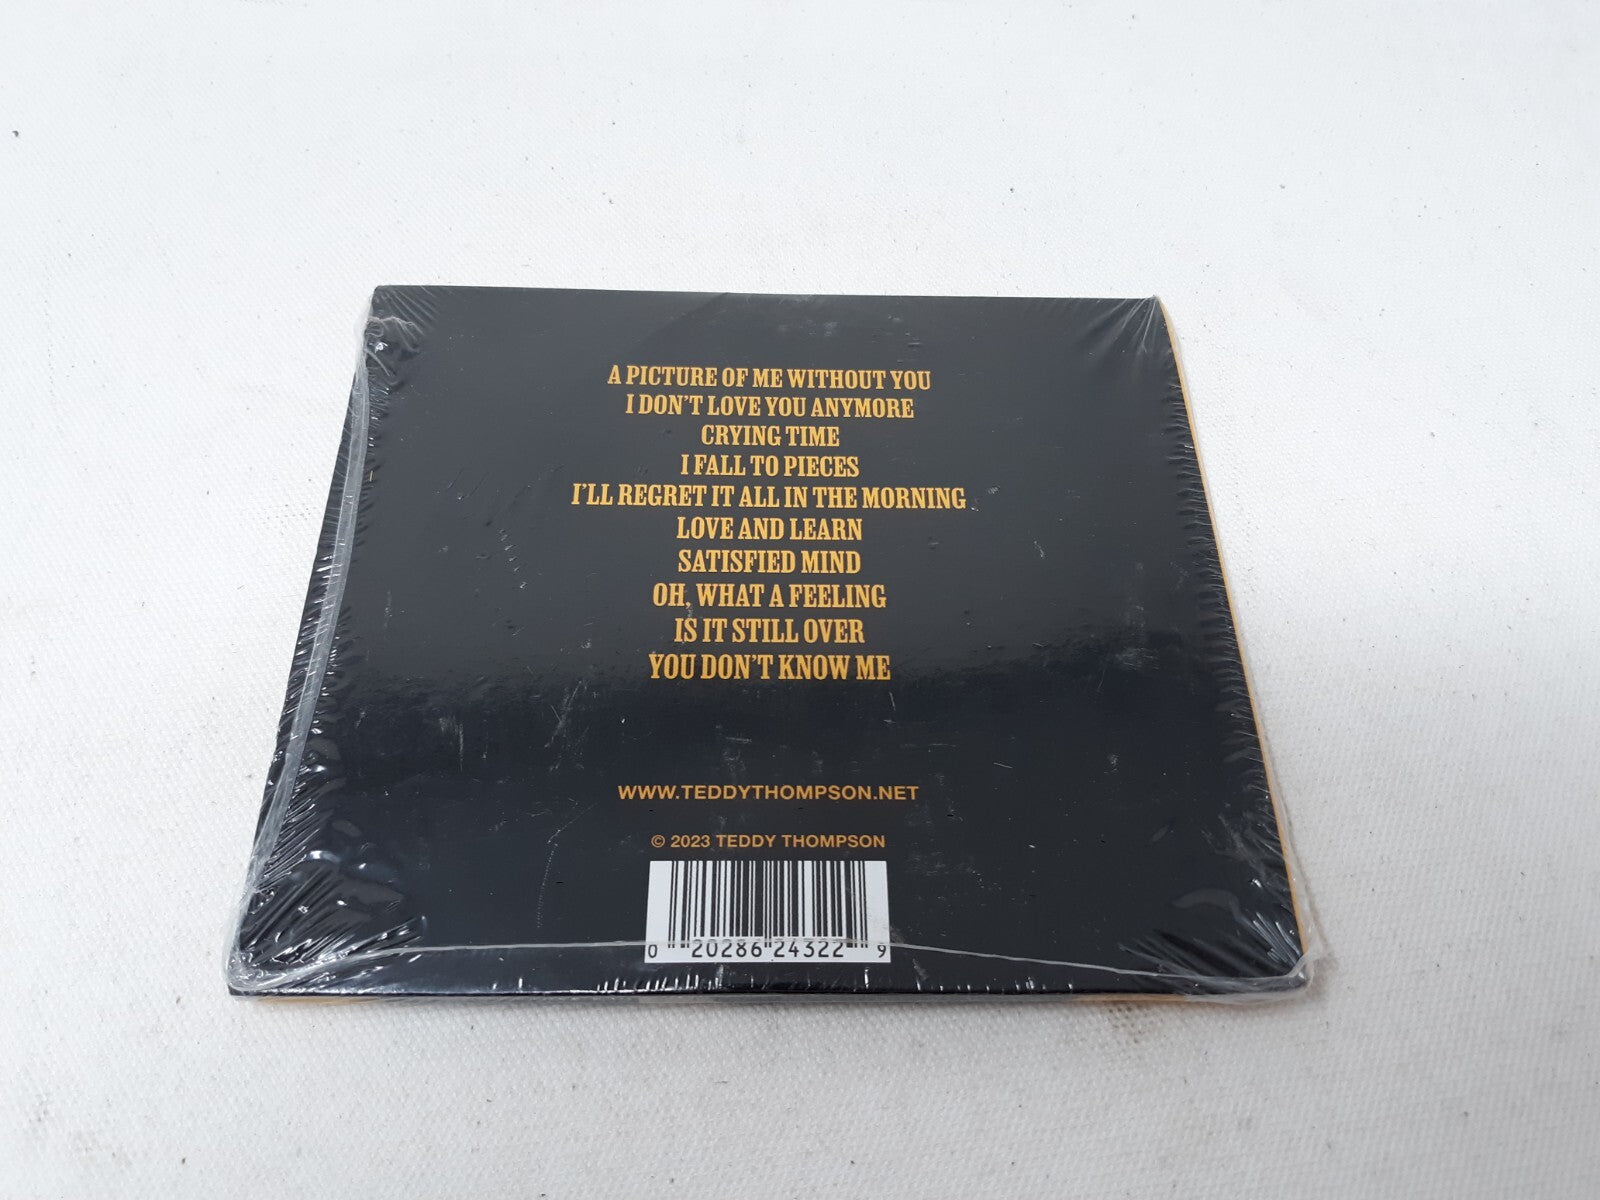 A PICTURE OF ME WITHOUT YOU
I DON'T LOVE YOU ANYMORE
CRYING TIME
I FALL TO PIECES
I'LL REGRET IT ALL IN THE MORNING
LOVE AND LEARN
SATISFIED MIND
OH, WHAT A FEELING
IS IT STILL OVER
YOU DON'T KNOW ME
WWW.TEDDYTHOMPSON.NET
© 2023 TEDDY THOMPSON
0 20286 24322 9